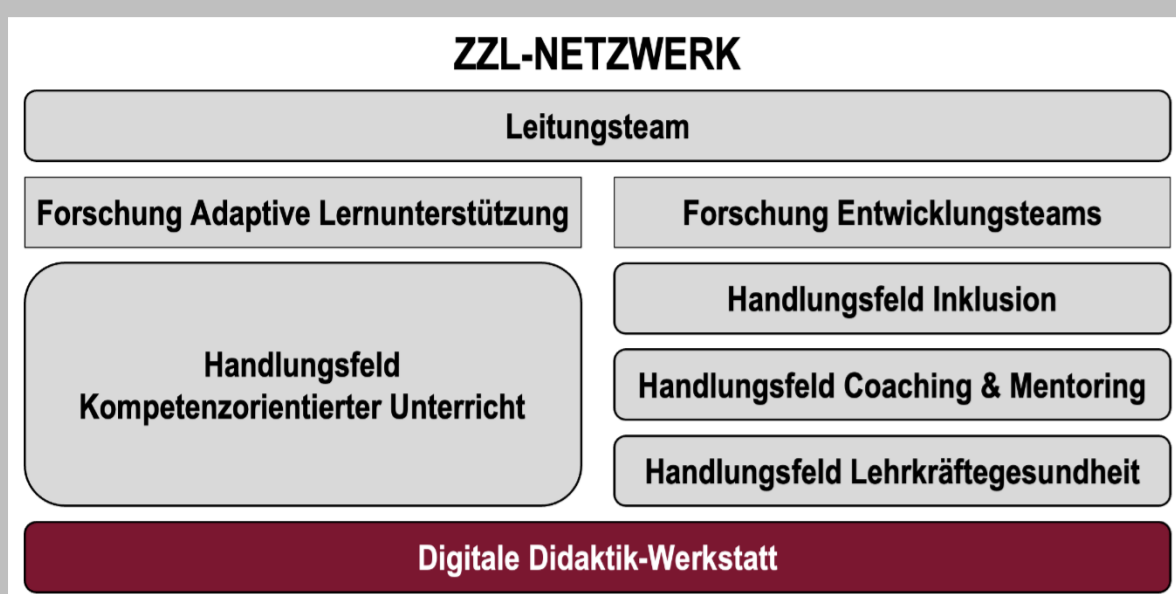 ZZL-NETZWERK
Leitungsteam
Forschung Adaptive Lernunterstützung
Forschung Entwicklungsteams
Handlungsfeld
Kompetenzorientierter Unterricht
Handlungsfeld Inklusion
Handlungsfeld Coaching & Mentoring
Handlungsfeld Lehrkräftegesundheit
Digitale Didaktik-Werkstatt